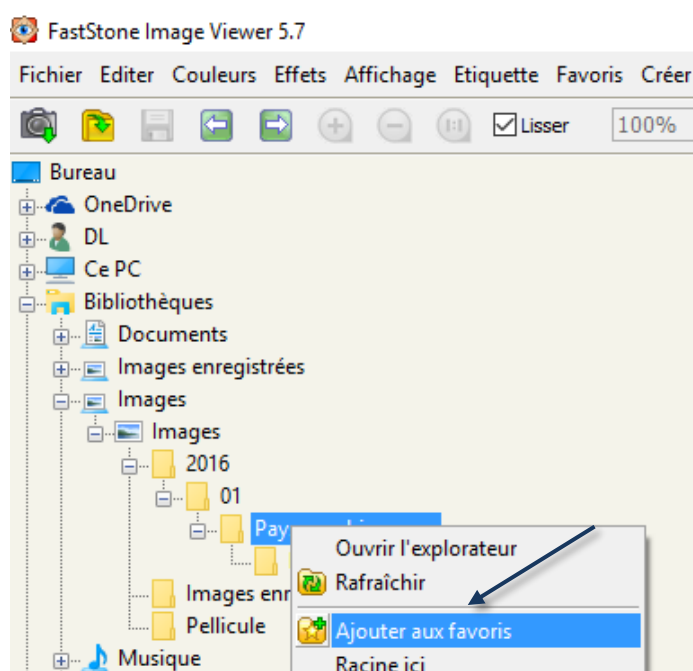 FastStone Image Viewer 5.7
Fichier Editer Couleurs Effets Affichage Etiquette Favoris Créer
Lisser 100%
Bureau
OneDrive
DL
Ce PC
Bibliothèques
Documents
Images enregistrées
Images
Images
2016
01
Ouvrir l'explorateur
Rafraîchir
Images
Ajouter aux favoris
Pellicule
Racine ici
Musique